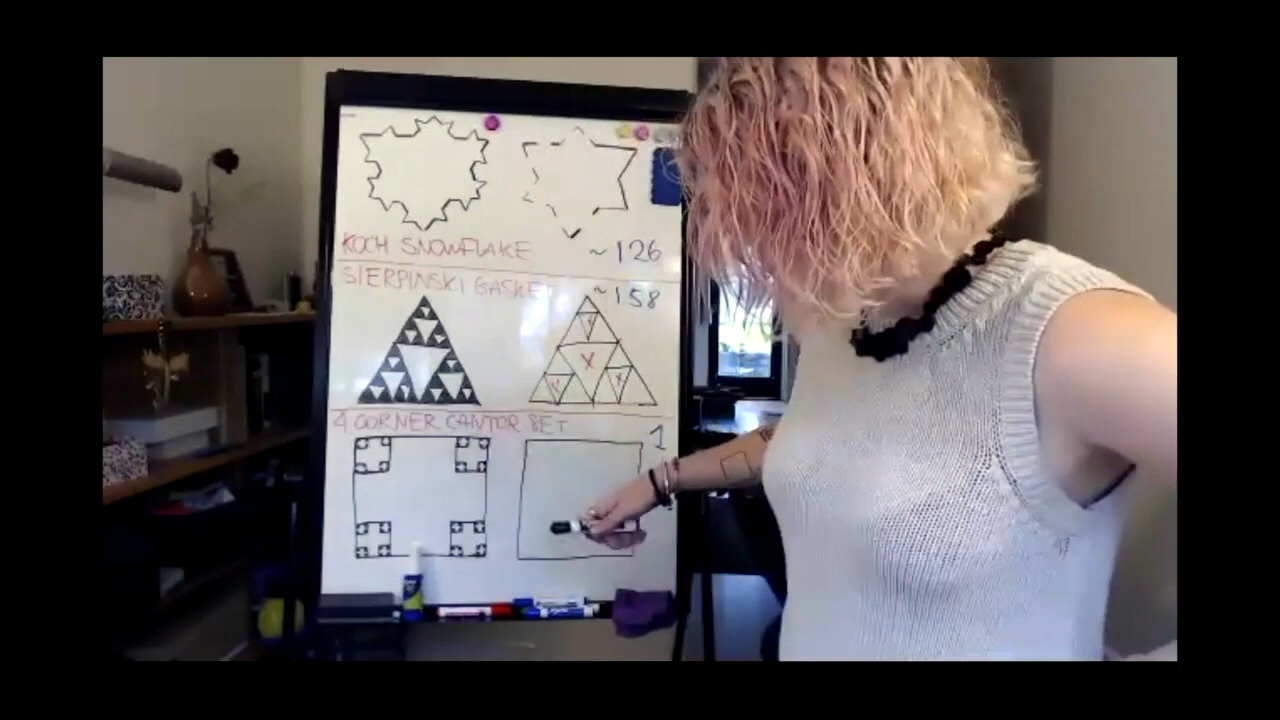 KOCH SNOWFLAKE ~126
SIERPINSKI GASKET ~158
X
4 CORNER CANTOR SET 1